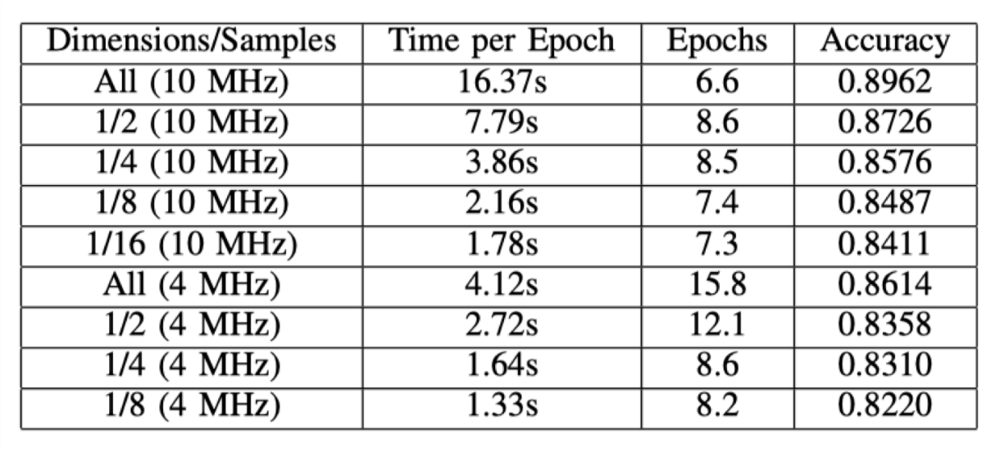 Dimensions/Samples Time per Epoch Epochs Accuracy
All (10 MHz) 16.37s 6.6 0.8962
1/2 (10 MHz) 7.79s 8.6 0.8726
1/4 (10 MHz) 3.86s 8.5 0.8576
1/8 (10 MHz) 2.16s 7.4 0.8487
1/16 (10 MHz) 1.78s 7.3 0.8411
All (4 MHz) 4.12s 15.8 0.8614
1/2 (4 MHz) 2.72s 12.1 0.8358
1/4 (4 MHz) 1.64s 8.6 0.8310
1/8 (4 MHz) 1.33s 8.2 0.8220